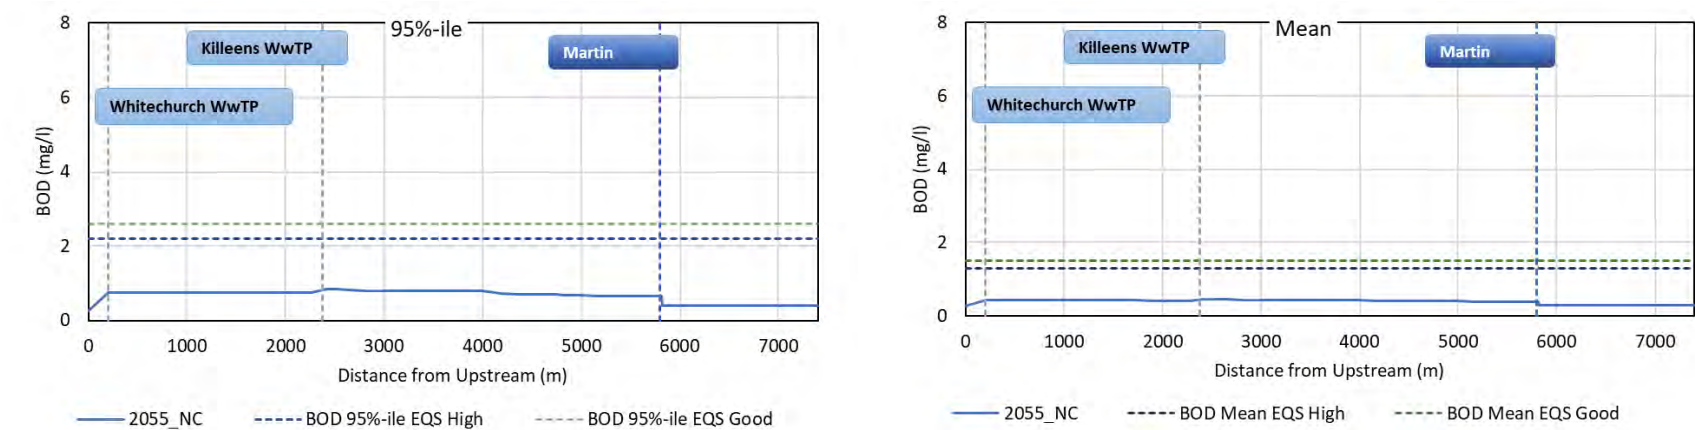 95%-ile
8
6
4
2
0
BOD (mg/l)
Killeens WwTP
Martin
Whitechurch WwTP
0 1000 2000 3000 4000 5000 6000 7000
Distance from Upstream (m)
2055_NC BOD 95%-ile EQS High BOD 95%-ile EQS Good
Mean
8
6
4
2
0
BOD (mg/l)
Killeens WwTP
Martin
Whitechurch WwTP
0 1000 2000 3000 4000 5000 6000 7000
Distance from Upstream (m)
2055_NC BOD Mean EQS High BOD Mean EQS Good